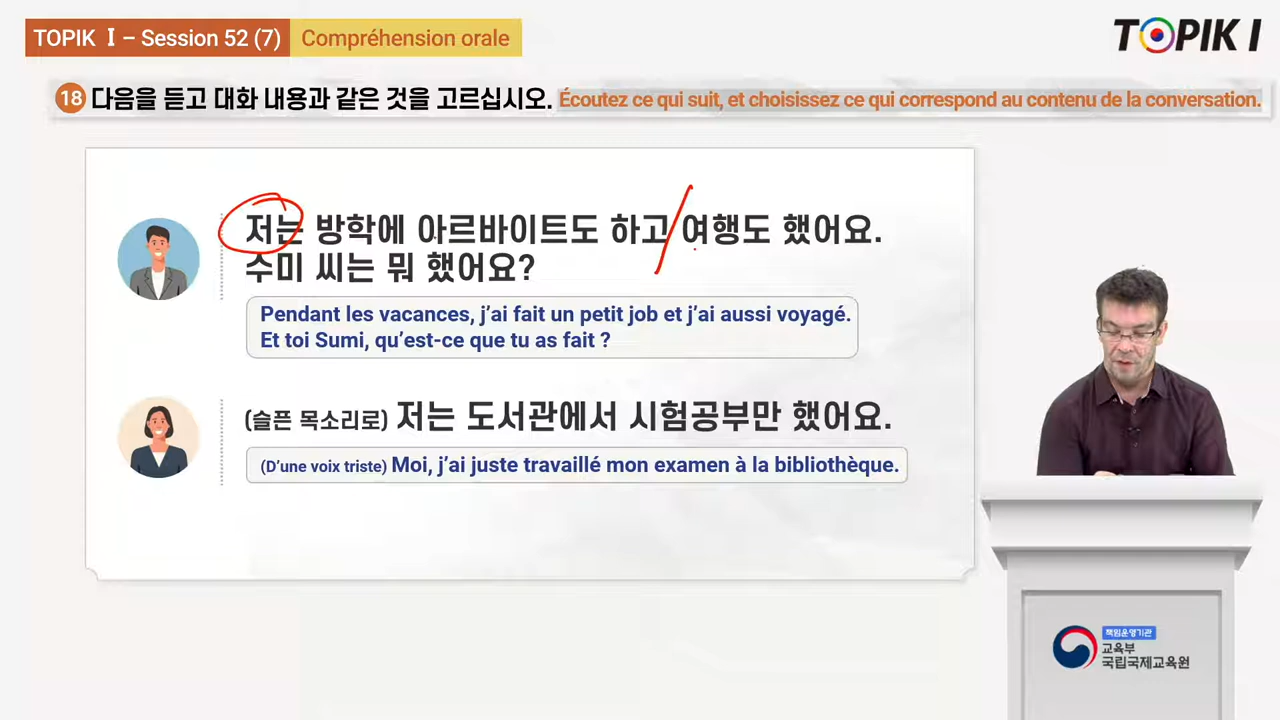 TOPIK Ⅰ – Session 52 (7) Compréhension orale
TOPIK I
18 다음을 듣고 대화 내용과 같은 것을 고르십시오. Écoutez ce qui suit, et choisissez ce qui correspond au contenu de la conversation.
저는 방학에 아르바이트도 하고 여행도 했어요.
수미 씨는 뭐 했어요?
Pendant les vacances, j'ai fait un petit job et j'ai aussi voyagé.
Et toi Sumi, qu'est-ce que tu as fait ?
(슬픈 목소리로) 저는 도서관에서 시험공부만 했어요.
(D'une voix triste) Moi, j'ai juste travaillé mon examen à la bibliothèque.
책임운영기관
교육부
국립국제교육원